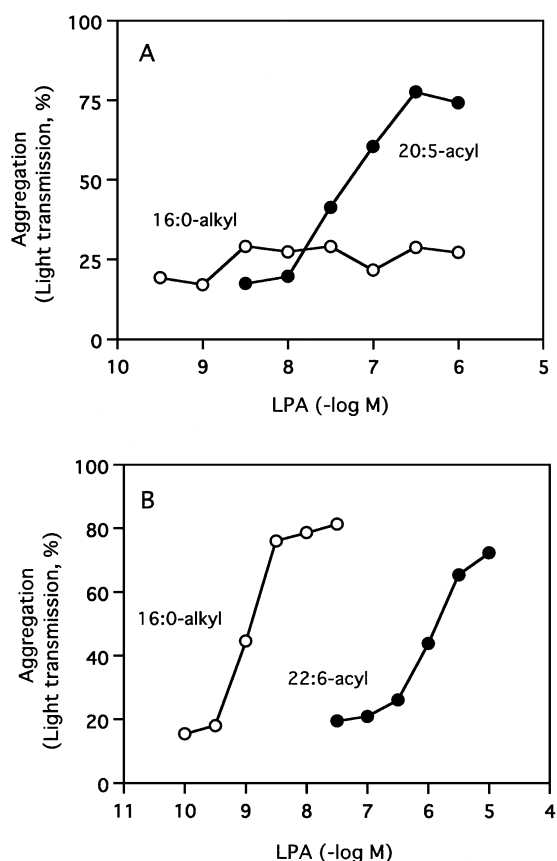 A
100
75
50
25
0
Aggregation
(Light transmission, %)
16:0-alkyl
20:5-acyl
10 9 8 7 6 5
LPA (-log M)
B
100
80
60
40
20
0
Aggregation
(Light transmission, %)
16:0-alkyl
22:6-acyl
11 10 9 8 7 6 5 4
LPA (-log M)